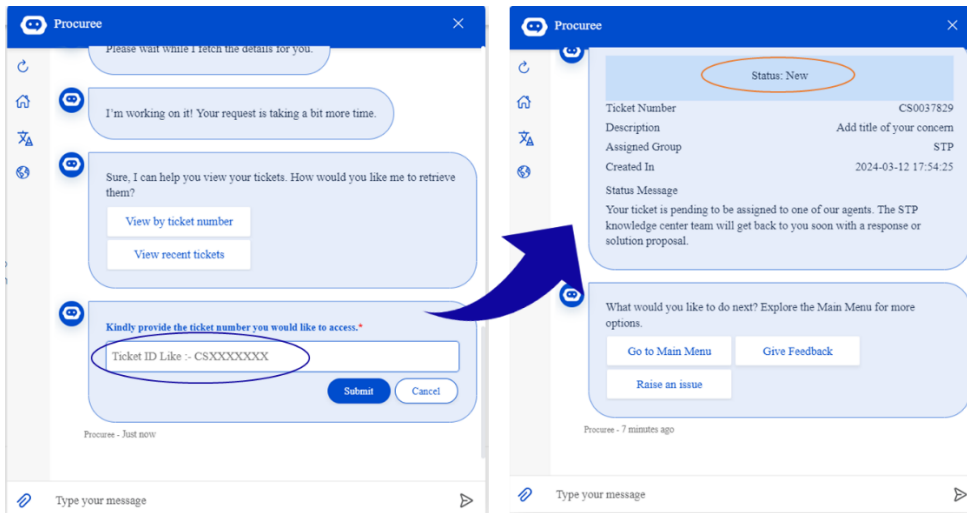 Procuree
Please wait while I fetch the details for you.
I'm working on it! Your request is taking a bit more time.
Sure, I can help you view your tickets. How would you like me to retrieve
them?
View by ticket number
View recent tickets
Kindly provide the ticket number you would like to access.*
Ticket ID Like :- CSXXXXXXX
Submit
Cancel
Procuree - Just now
Type your message
Procuree
Status: New
Ticket Number CS0037829
Description Add title of your concern
Assigned Group STP
Created In 2024-03-12 17:54:25
Status Message
Your ticket is pending to be assigned to one of our agents. The STP
knowledge center team will get back to you soon with a response or
solution proposal.
What would you like to do next? Explore the Main Menu for more
options.
Go to Main Menu
Give Feedback
Raise an issue
Procuree - 7 minutes ago
Type your message